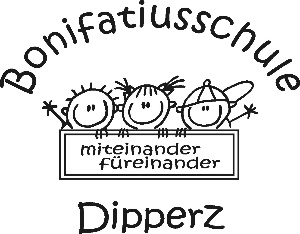 Bonifatiusschule
miteinander
füreinander
Dipperz